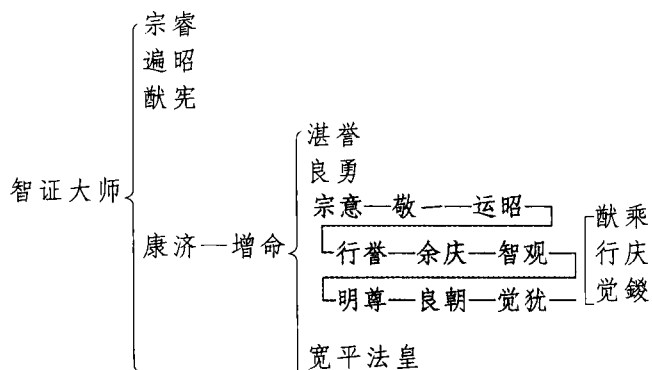 宗睿
遍昭
猷宪
湛誉
良勇
智证大师
宗意—敬一—运昭
康济—增命
行誉—余庆—智观
明尊—良朝—觉犹
猷乘
行庆
觉鑁
宽平法皇